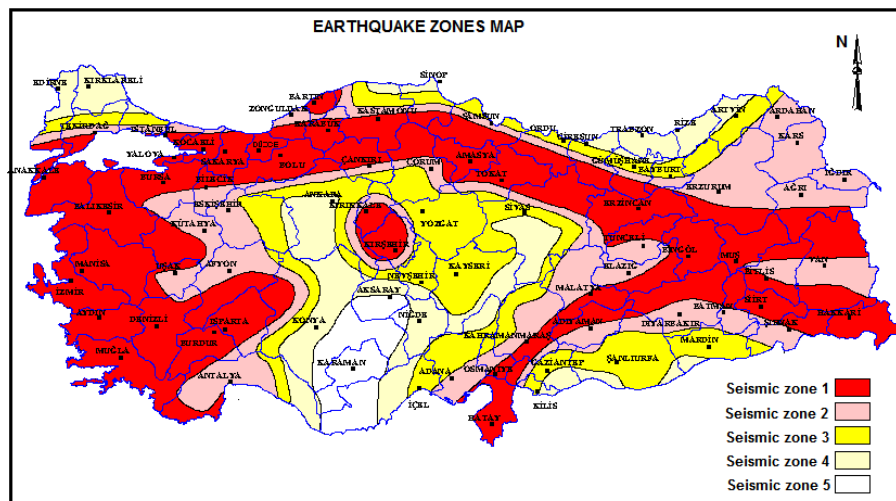 EARTHQUAKE ZONES MAP
N
SİNOP
EDİRNE
KIRKLARELİ
BARTIN
ZONGULDAK
KASTAMONU
SAMSUN
ARTVİN
ARDAHAN
TEKİRDAĞ
İSTANBUL
KARABÜK
ORDU
GİRESUN
TRABZON
RİZE
KARS
KOCAELİ
DÜZCE
YALOVA
SAKARYA
BOLU
ÇANKIRI
ÇORUM
AMASYA
GÜMÜŞHANE
BAYBURT
ÇANAKKALE
BURSA
BİLECİK
TOKAT
ERZURUM
AĞRI
IĞDIR
BALIKESİR
ESKİŞEHİR
ANKARA
KIRIKKALE
YOZGAT
SİVAS
ERZİNCAN
KÜTAHYA
KIRŞEHİR
TUNCELİ
BİNGÖL
MUŞ
MANİSA
UŞAK
AFYON
NEVŞEHİR
KAYSERİ
ELAZIĞ
BİTLİS
VAN
İZMİR
AKSARAY
MALATYA
SİİRT
AYDIN
DENİZLİ
ISPARTA
KONYA
NİĞDE
KAHRAMANMARAŞ
ADIYAMAN
DİYARBAKIR
BATMAN
ŞIRNAK
HAKKARİ
BURDUR
MUĞLA
KARAMAN
MARDİN
ANTALYA
ADANA
OSMANİYE
GAZİANTEP
ŞANLIURFA
İÇEL
KİLİS
HATAY
Seismic zone 1
Seismic zone 2
Seismic zone 3
Seismic zone 4
Seismic zone 5